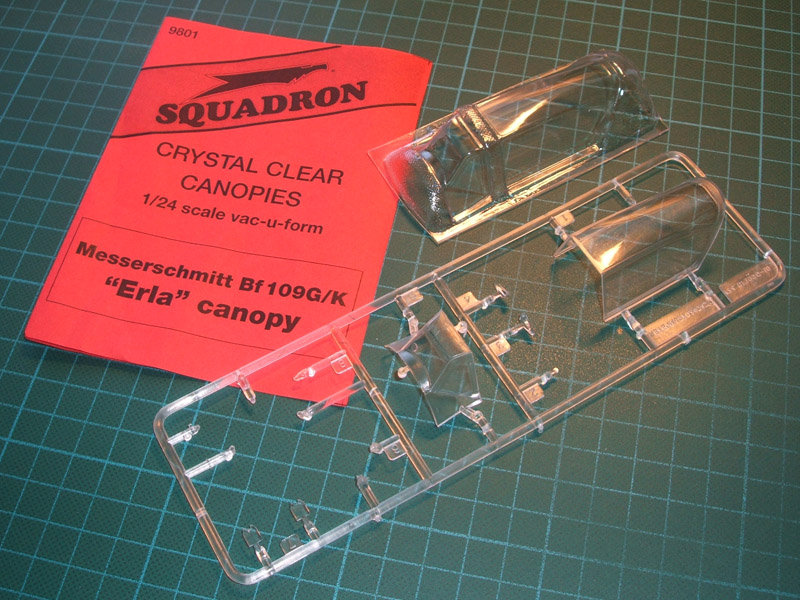 9801
SQUADRON
CRYSTAL CLEAR
CANOPIES
1/24 scale vac-u-form
Messerschmitt Bf109G/K
“Erla” canopy